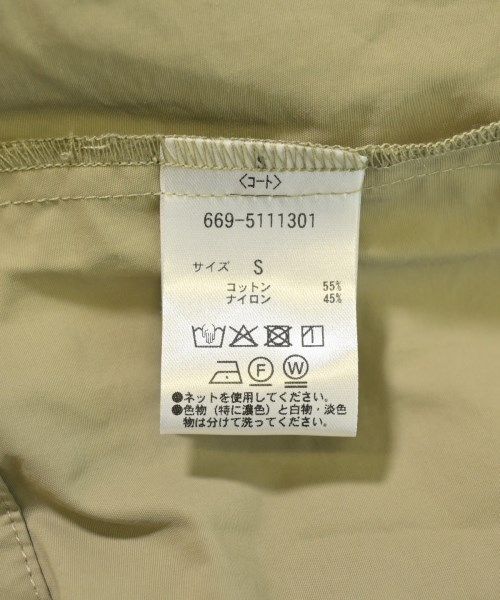 S
〈コート〉
669-5111301
サイズ S
コットン 55%
ナイロン 45%
F W
●ネットを使用してください。
●色物（特に濃色）と白物・淡色
物は分けて洗ってください。